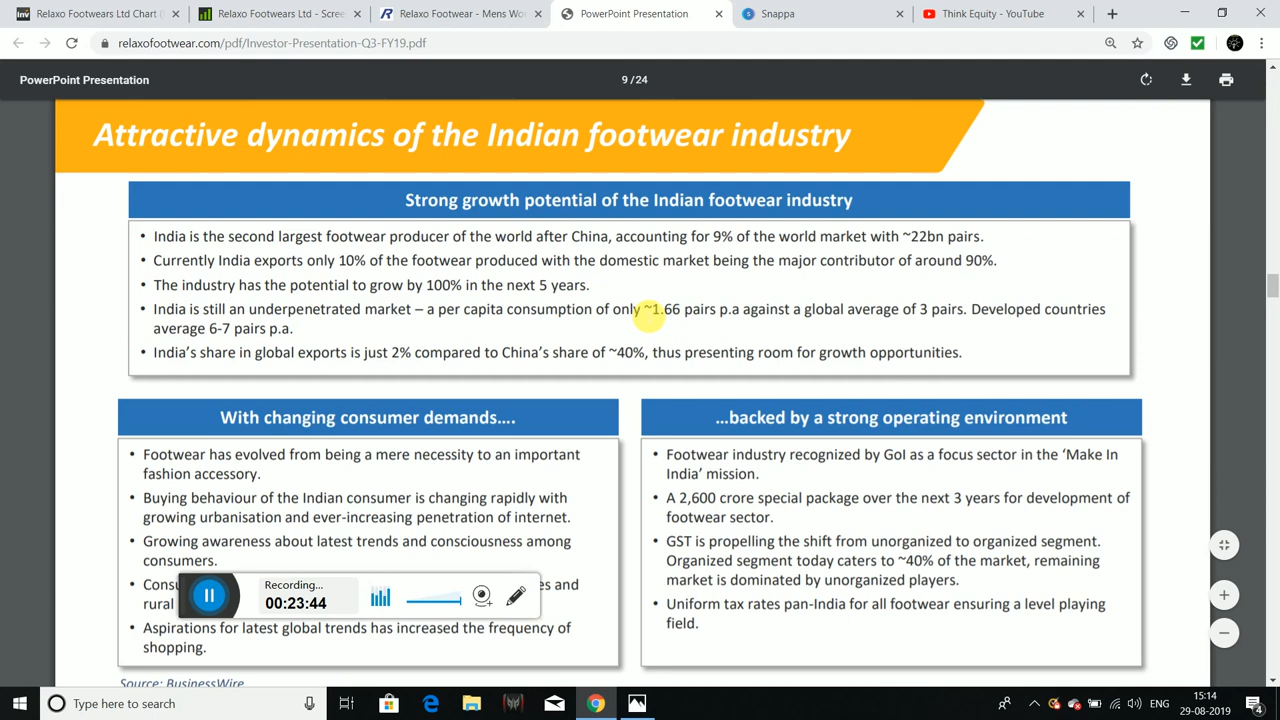 Relaxo Footwears Ltd Chart (
Relaxo Footwears Ltd - Scree
Relaxo Footwear - Mens Wo
PowerPoint Presentation
Snappa
Think Equity - YouTube
relaxofootwear.com/pdf/Investor-Presentation-Q3-FY19.pdf
PowerPoint Presentation
9 / 24
Attractive dynamics of the Indian footwear industry
Strong growth potential of the Indian footwear industry
• India is the second largest footwear producer of the world after China, accounting for 9% of the world market with ~22bn pairs.
• Currently India exports only 10% of the footwear produced with the domestic market being the major contributor of around 90%.
• The industry has the potential to grow by 100% in the next 5 years.
• India is still an underpenetrated market – a per capita consumption of only ~1.66 pairs p.a against a global average of 3 pairs. Developed countries
average 6-7 pairs p.a.
• India's share in global exports is just 2% compared to China's share of ~40%, thus presenting room for growth opportunities.
With changing consumer demands....
• Footwear has evolved from being a mere necessity to an important
fashion accessory.
• Buying behaviour of the Indian consumer is changing rapidly with
growing urbanisation and ever-increasing penetration of internet.
• Growing awareness about latest trends and consciousness among
consumers.
• Consu
es and
rural
• Aspirations for latest global trends has increased the frequency of
shopping.
Source: BusinessWire
...backed by a strong operating environment
• Footwear industry recognized by GoI as a focus sector in the 'Make In
India' mission.
• A 2,600 crore special package over the next 3 years for development of
footwear sector.
• GST is propelling the shift from unorganized to organized segment.
Organized segment today caters to ~40% of the market, remaining
market is dominated by unorganized players.
• Uniform tax rates pan-India for all footwear ensuring a level playing
field.
Recording...
00:23:44
Type here to search
ENG
15:14
29-08-2019
4